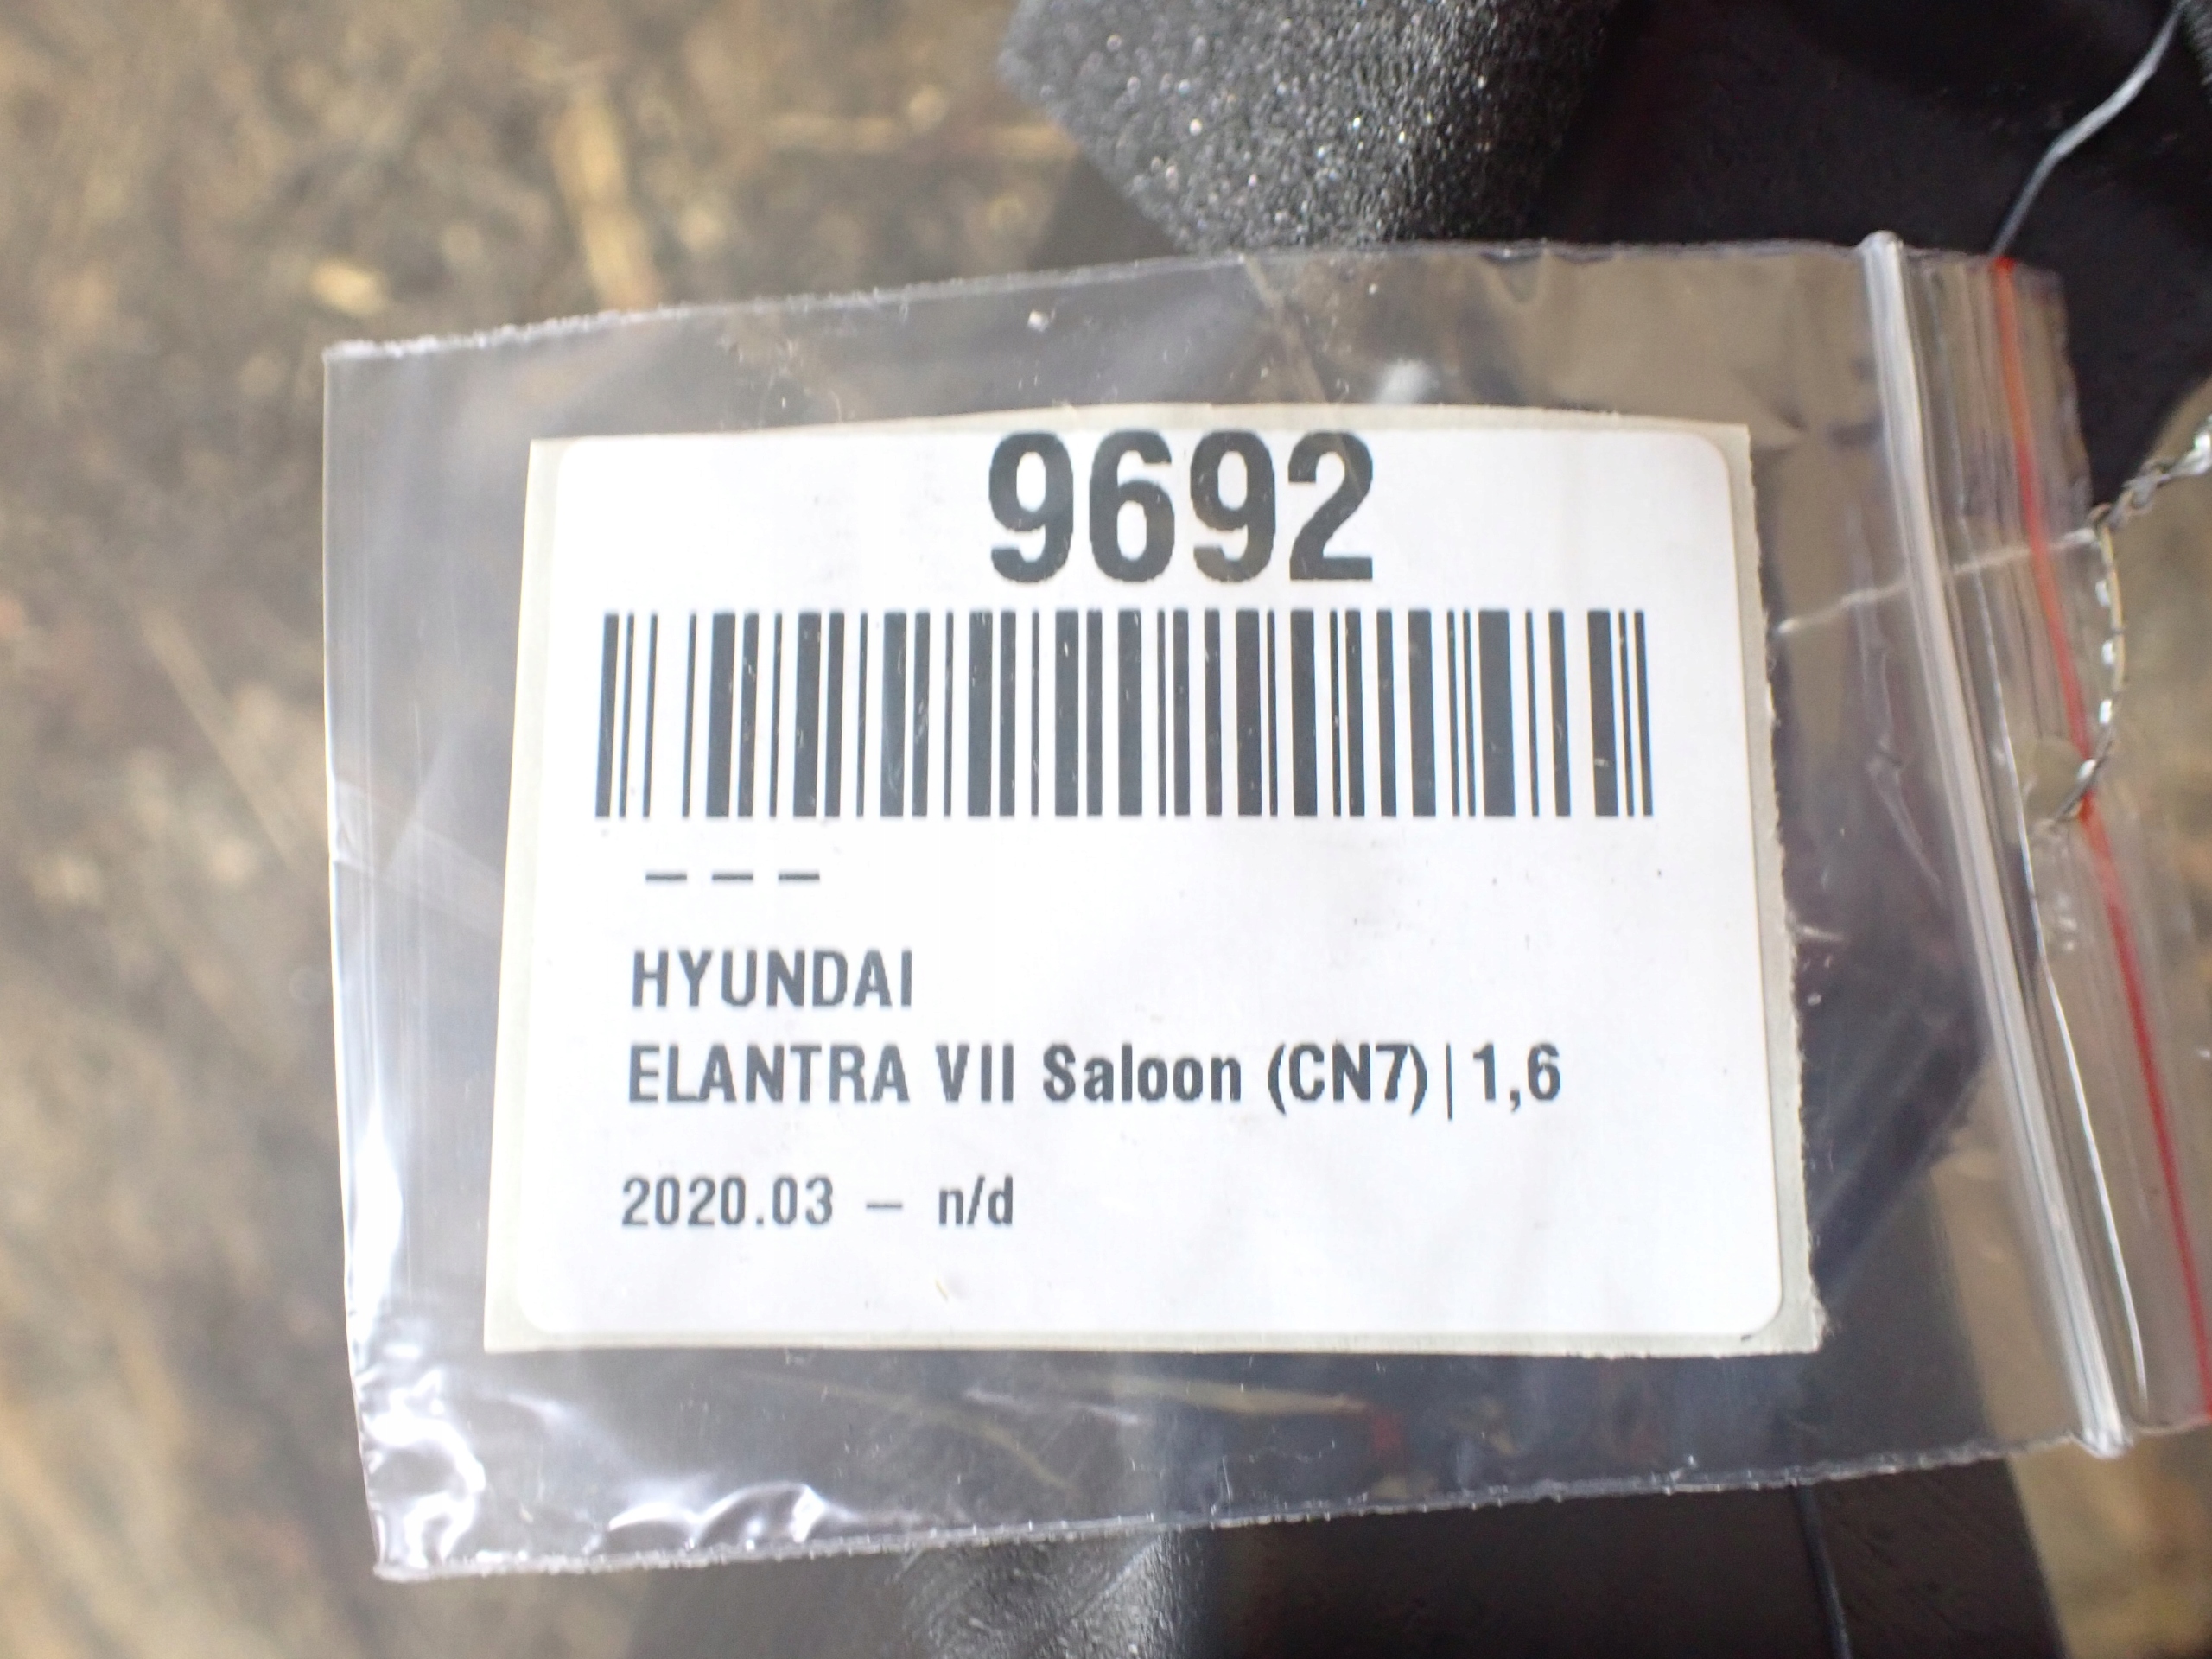 9692
– – –
HYUNDAI
ELANTRA VII Saloon (CN7)|1,6
2020.03 – n/d